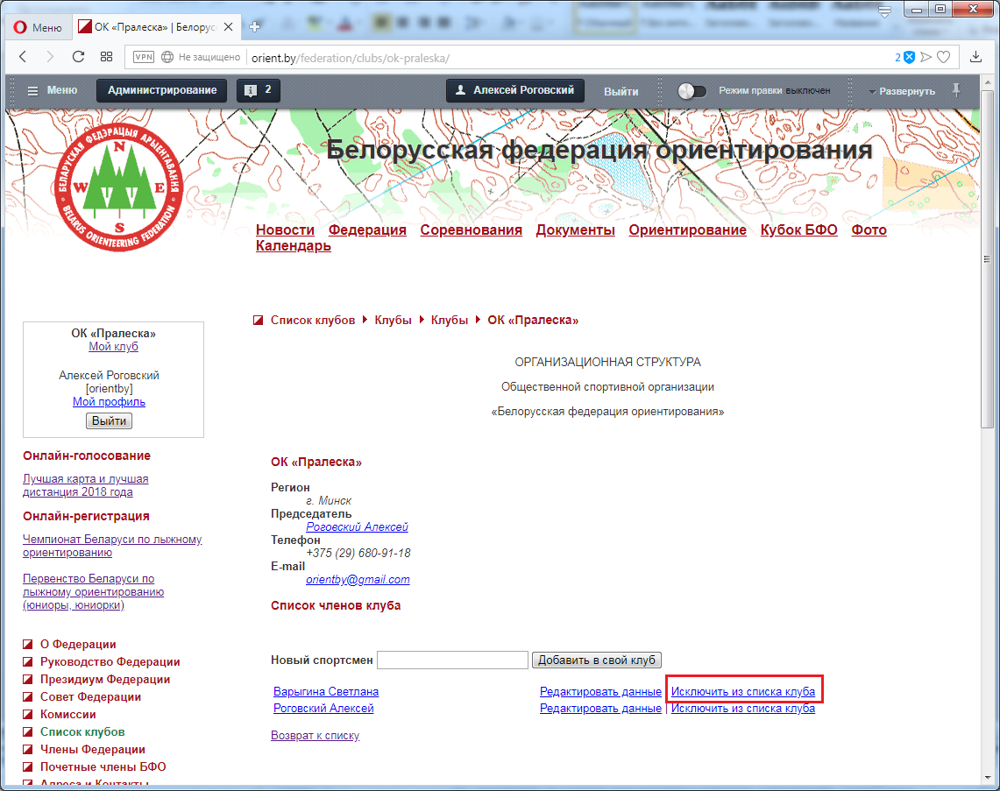 Меню
ОК «Пралеска» | Белорус
VPN
Не защищено
orient.by/federation/clubs/ok-praleska/
2
Меню
Администрирование
2
Алексей Роговский
Выйти
Режим правки выключен
Развернуть
БЕЛАРУСКАЯ ФЕДЭРАЦЫЯ АРЫЕНТАВАННЯ
N
W
E
S
BELARUS ORIENTEERING FEDERATION
Белорусская федерация ориентирования
Новости Федерация Соревнования Документы Ориентирование Кубок БФО Фото
Календарь
ОК «Пралеска»
Мой клуб
Алексей Роговский
[orientby]
Мой профиль
Выйти
Онлайн-голосование
Лучшая карта и лучшая
дистанция 2018 года
Онлайн-регистрация
Чемпионат Беларуси по лыжному
ориентированию
Первенство Беларуси по
лыжному ориентированию
(юниоры, юниорки)
О Федерации
Руководство Федерации
Президиум Федерации
Совет Федерации
Комиссии
Список клубов
Члены Федерации
Почетные члены БФО
Адреса и Контакты
Список клубов Клубы Клубы ОК «Пралеска»
ОРГАНИЗАЦИОННАЯ СТРУКТУРА
Общественной спортивной организации
«Белорусская федерация ориентирования»
ОК «Пралеска»
Регион
г. Минск
Председатель
Роговский Алексей
Телефон
+375 (29) 680-91-18
E-mail
orientby@gmail.com
Список членов клуба
Новый спортсмен Добавить в свой клуб
Варыгина Светлана Редактировать данные Исключить из списка клуба
Роговский Алексей Редактировать данные | Исключить из списка клуба
Возврат к списку